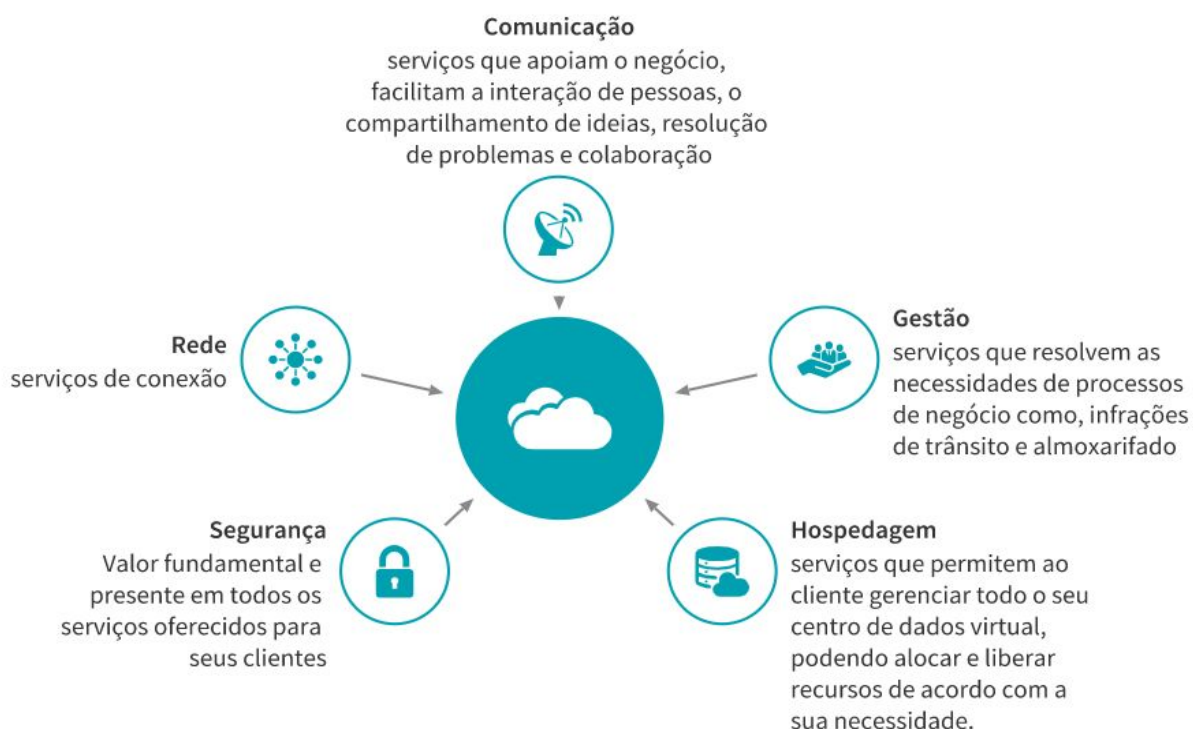 Comunicação
serviços que apoiam o negócio,
facilitam a interação de pessoas, o
compartilhamento de ideias, resolução
de problemas e colaboração
Rede
serviços de conexão
Gestão
serviços que resolvem as
necessidades de processos
de negócio como, infrações
de trânsito e almoxarifado
Segurança
Valor fundamental e
presente em todos os
serviços oferecidos para
seus clientes
Hospedagem
serviços que permitem ao
cliente gerenciar todo o seu
centro de dados virtual,
podendo alocar e liberar
recursos de acordo com a
sua necessidade.